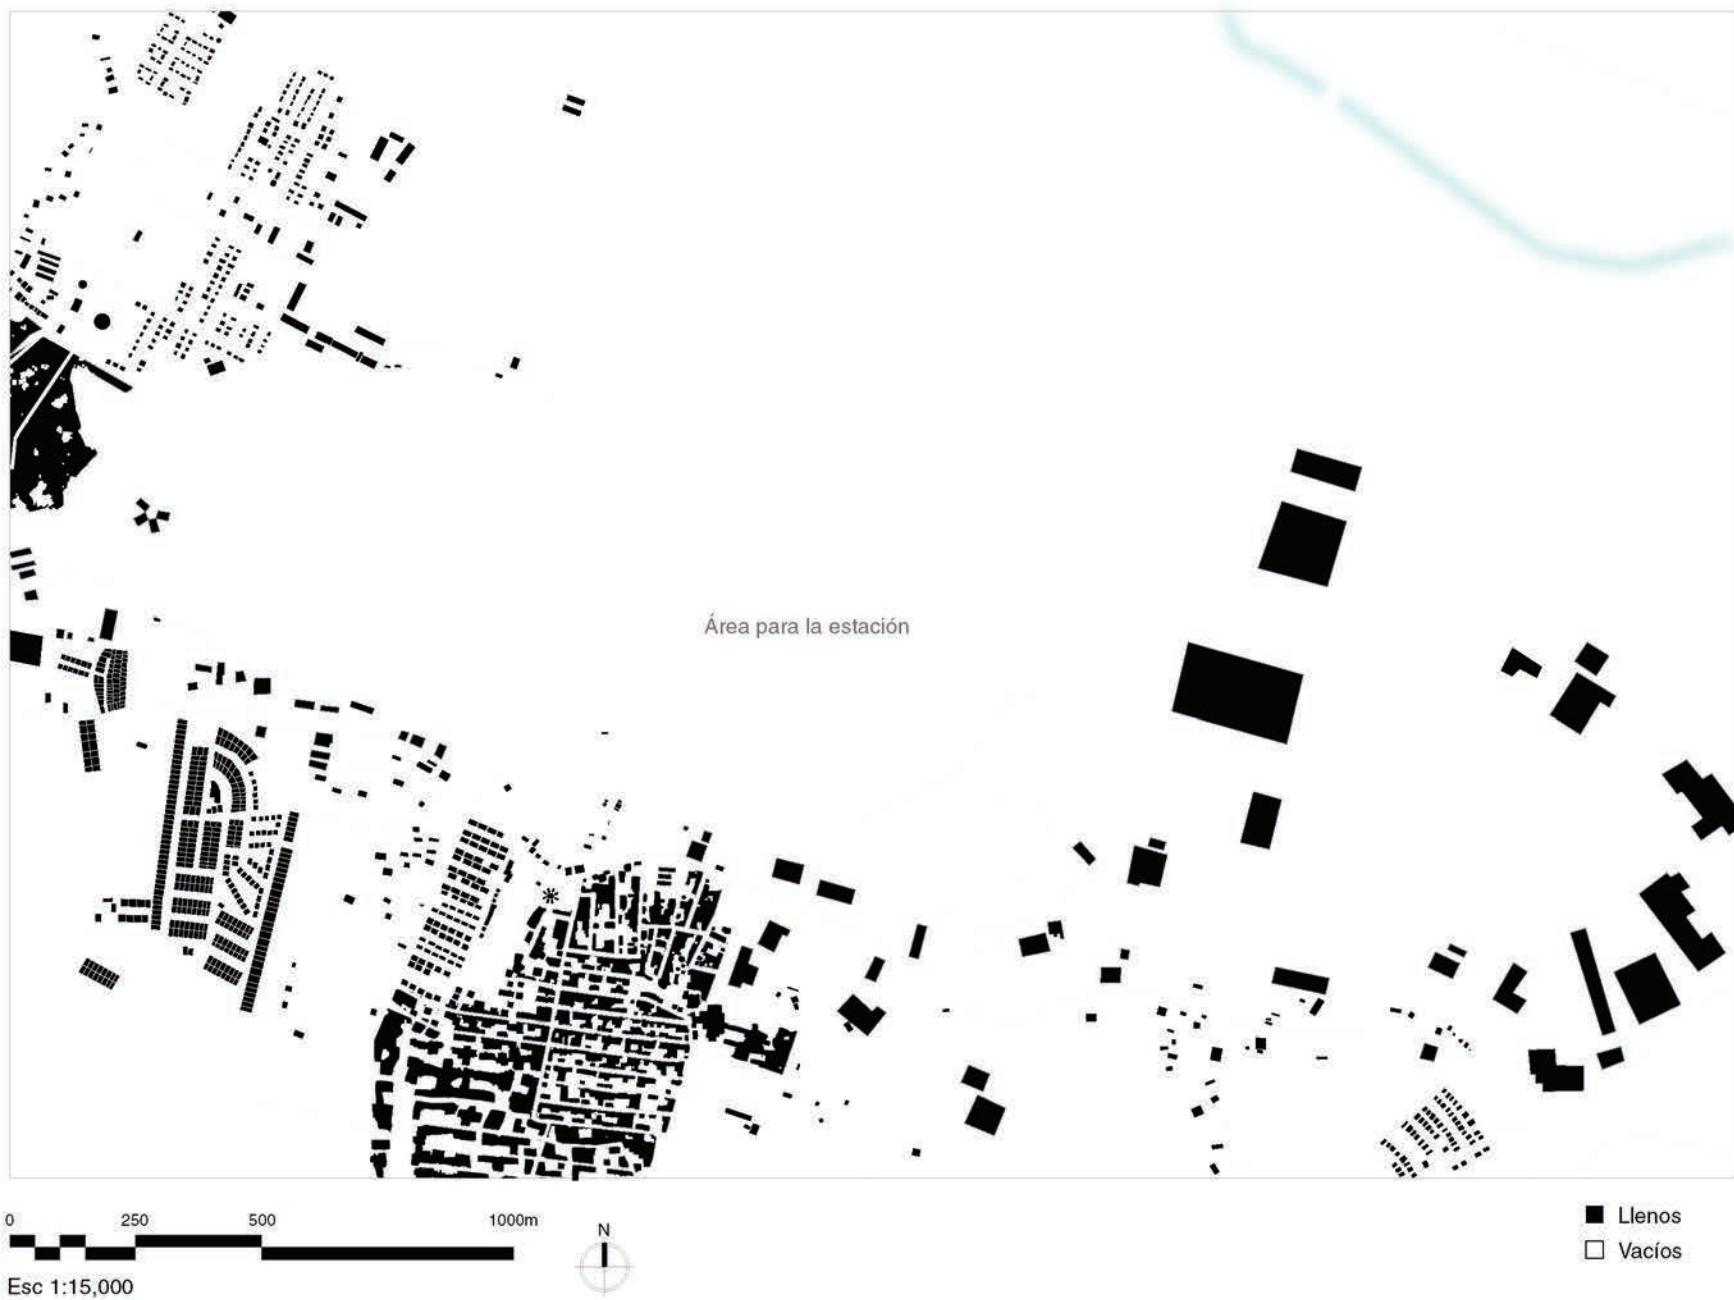 Área para la estación
0 250 500 1000m
N
Esc 1:15,000
Llenos
Vacíos